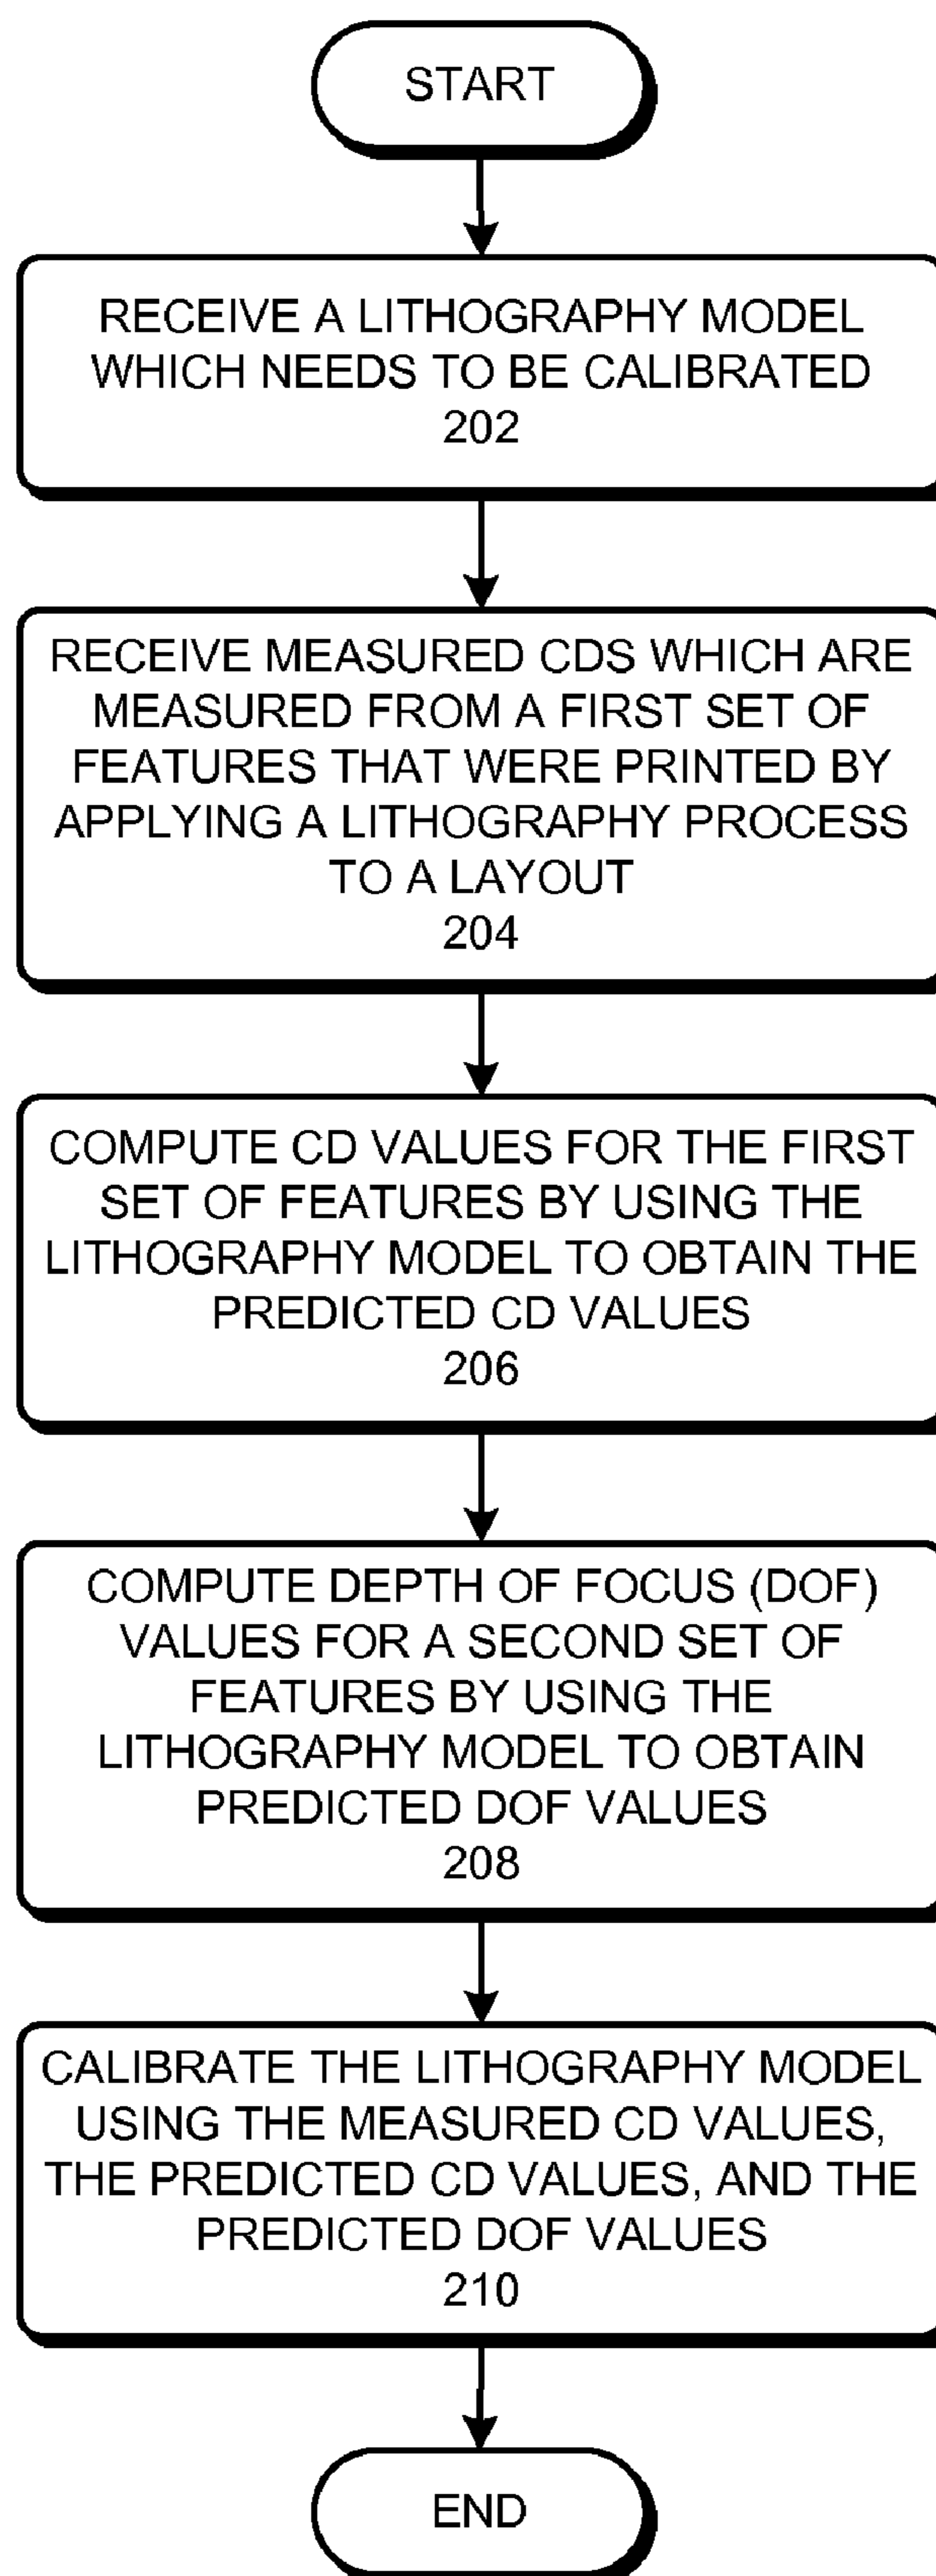 START
RECEIVE A LITHOGRAPHY MODEL
WHICH NEEDS TO BE CALIBRATED
202
RECEIVE MEASURED CDS WHICH ARE
MEASURED FROM A FIRST SET OF
FEATURES THAT WERE PRINTED BY
APPLYING A LITHOGRAPHY PROCESS
TO A LAYOUT
204
COMPUTE CD VALUES FOR THE FIRST
SET OF FEATURES BY USING THE
LITHOGRAPHY MODEL TO OBTAIN THE
PREDICTED CD VALUES
206
COMPUTE DEPTH OF FOCUS (DOF)
VALUES FOR A SECOND SET OF
FEATURES BY USING THE
LITHOGRAPHY MODEL TO OBTAIN
PREDICTED DOF VALUES
208
CALIBRATE THE LITHOGRAPHY MODEL
USING THE MEASURED CD VALUES,
THE PREDICTED CD VALUES, AND THE
PREDICTED DOF VALUES
210
END